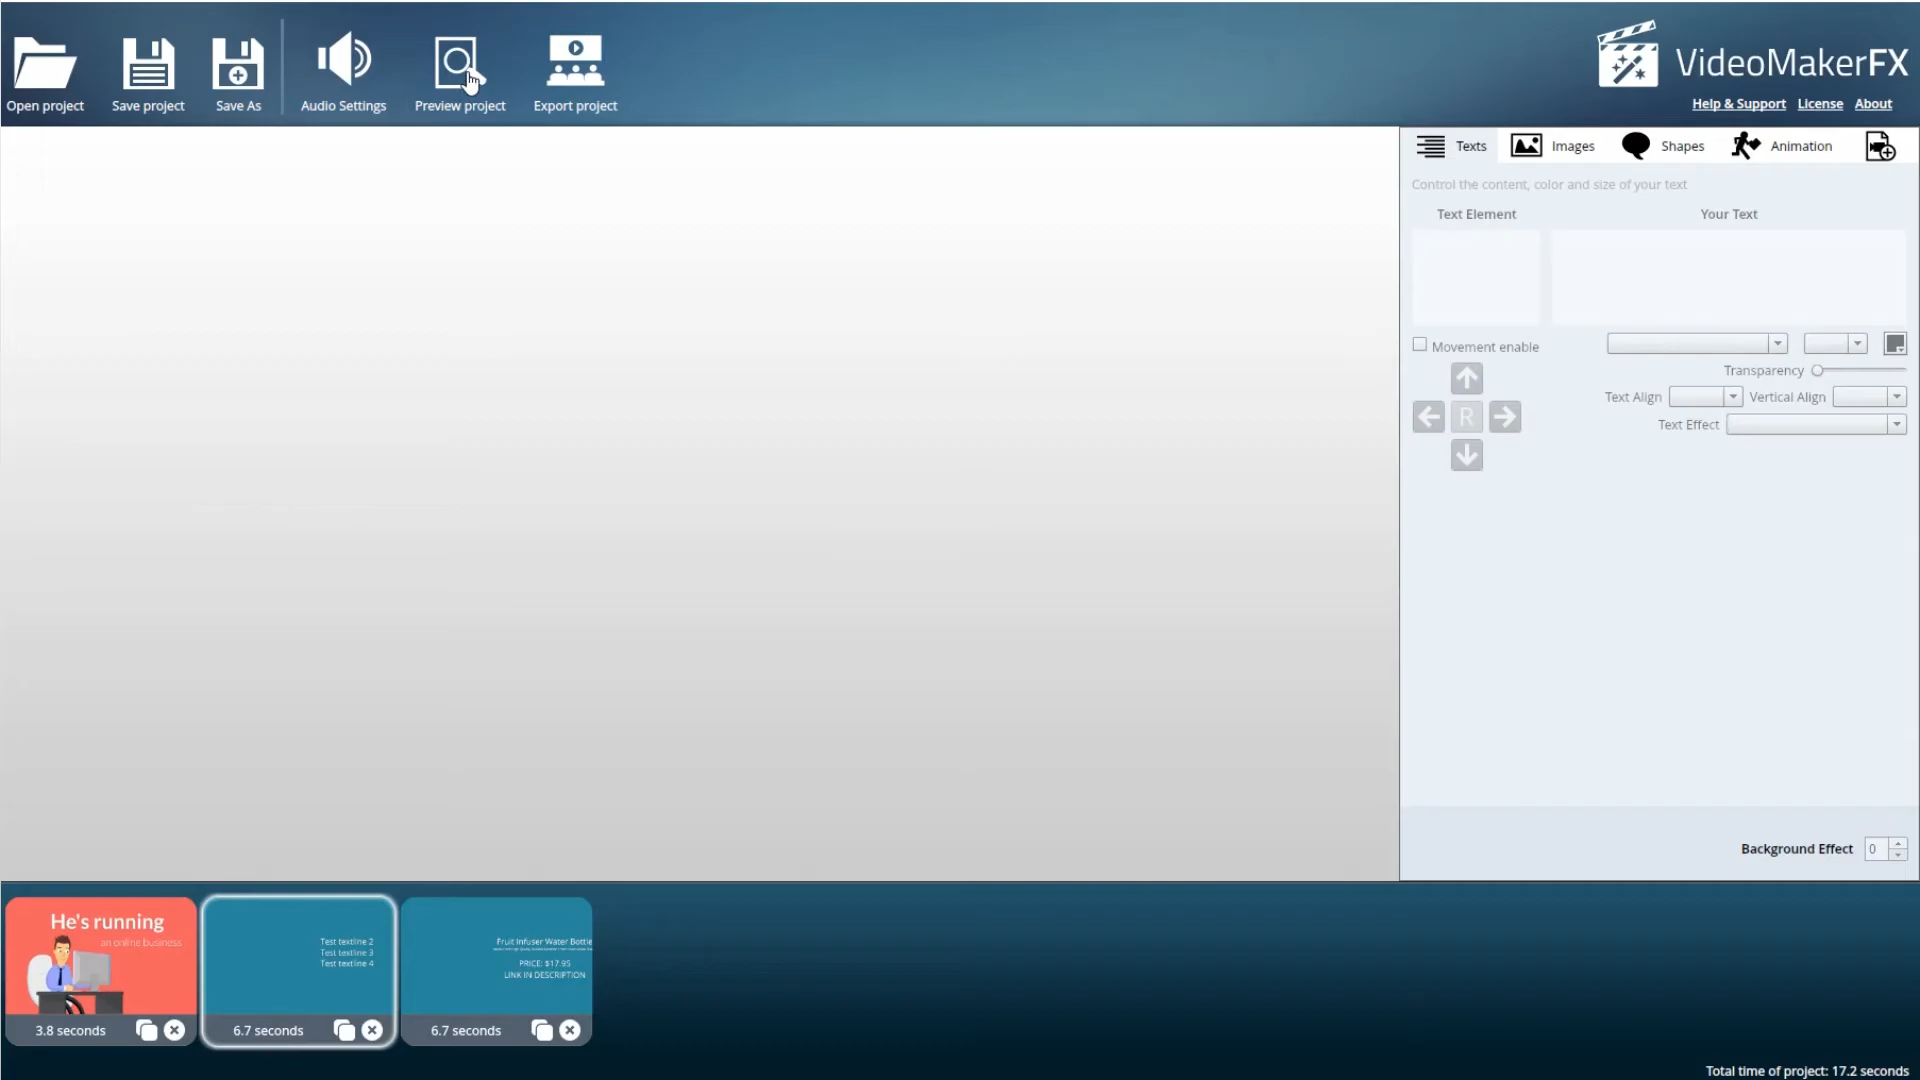 Open project
Save project
Save As
Audio Settings
Preview project
Export project
VideoMakerFX
Help & Support License About
Texts Images Shapes Animation
Control the content, color and size of your text
Text Element Your Text
Movement enable
Transparency
R
Text Align Vertical Align
Text Effect
Background Effect 0
He's running
an online business
3.8 seconds
Test textline 2
Test textline 3
Test textline 4
6.7 seconds
Fruit Infuser Water Bottle
PRICE: $17.95
LINK IN DESCRIPTION
6.7 seconds
Total time of project: 17.2 seconds